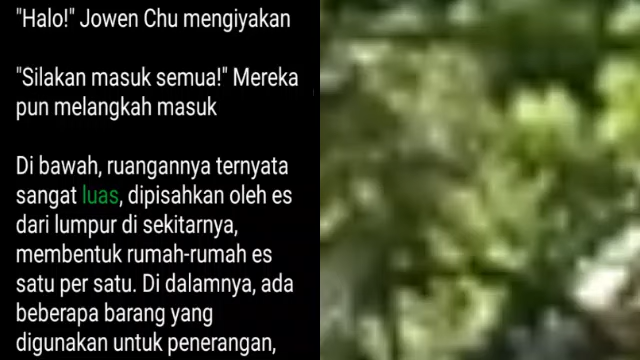 "Halo!" Jowen Chu mengiyakan
"Silakan masuk semua!" Mereka
pun melangkah masuk
Di bawah, ruangannya ternyata
sangat luas, dipisahkan oleh es
dari lumpur di sekitarnya,
membentuk rumah-rumah es
satu per satu. Di dalamnya, ada
beberapa barang yang
digunakan untuk penerangan,